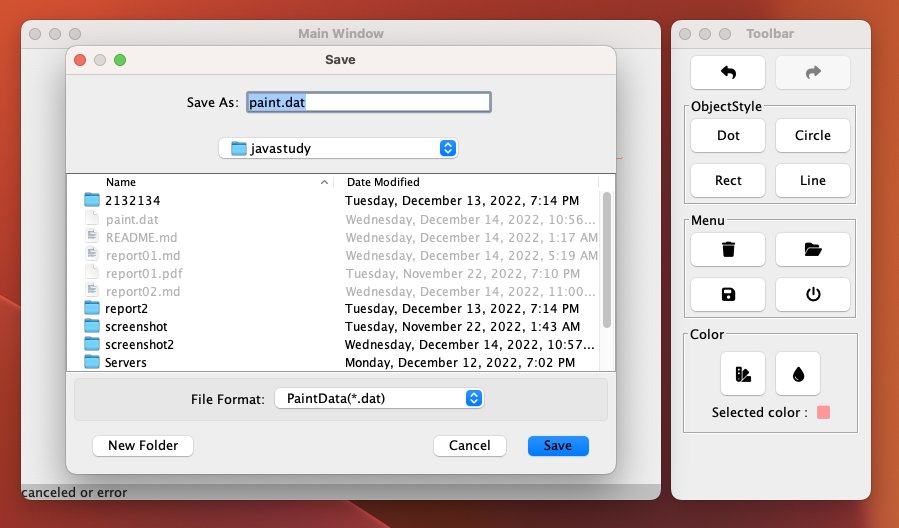 Main Window
Toolbar
Save
Save As: paint.dat
javastudy
Name Date Modified
2132134 Tuesday, December 13, 2022, 7:14 PM
paint.dat Wednesday, December 14, 2022, 10:56...
README.md Wednesday, December 14, 2022, 1:17 AM
report01.md Wednesday, December 14, 2022, 5:19 AM
report01.pdf Tuesday, November 22, 2022, 7:10 PM
report02.md Wednesday, December 14, 2022, 11:00...
report2 Tuesday, December 13, 2022, 7:14 PM
screenshot Tuesday, November 22, 2022, 1:43 AM
screenshot2 Wednesday, December 14, 2022, 10:57...
Servers Monday, December 12, 2022, 7:02 PM
File Format: PaintData(*.dat)
New Folder Cancel Save
canceled or error
ObjectStyle
Dot Circle
Rect Line
Menu
Color
Selected color :